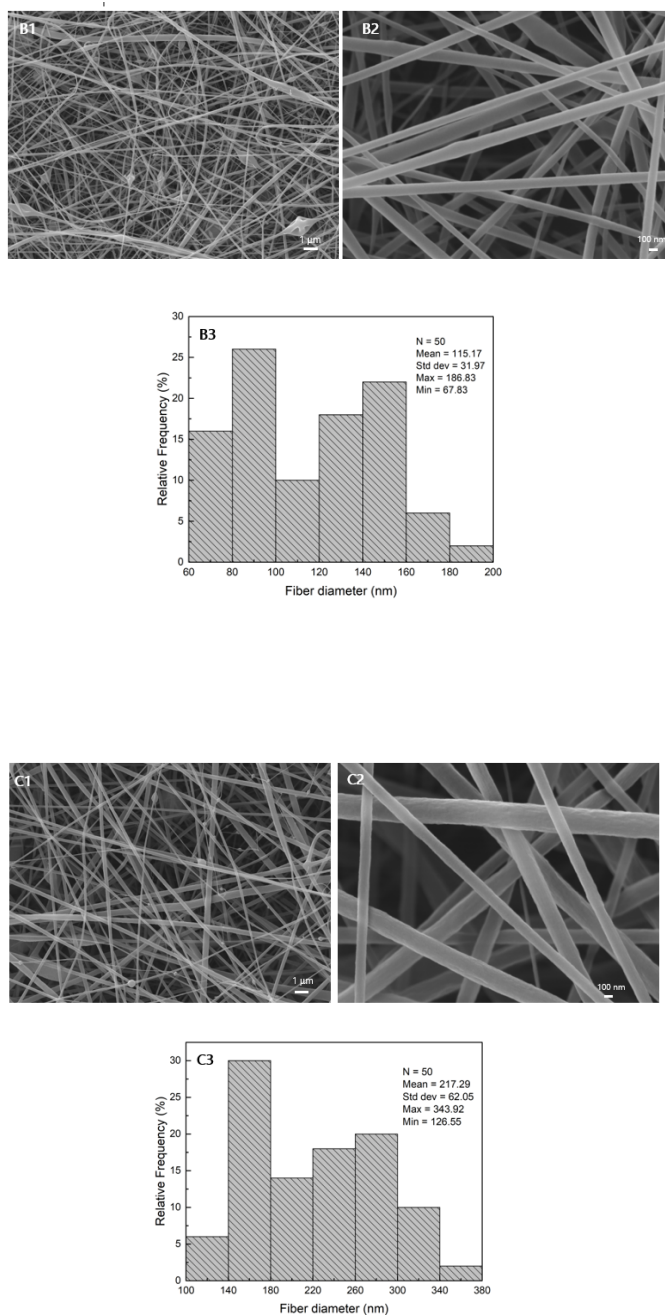 B1
B2
1 µm
100 nm
B3
N = 50
Mean = 115.17
Std dev = 31.97
Max = 186.83
Min = 67.83
Relative Frequency (%)
30
25
20
15
10
5
0
60 80 100 120 140 160 180 200
Fiber diameter (nm)
C1
C2
1 µm
100 nm
C3
N = 50
Mean = 217.29
Std dev = 62.05
Max = 343.92
Min = 126.55
Relative Frequency (%)
30
25
20
15
10
5
0
100 140 180 220 260 300 340 380
Fiber diameter (nm)